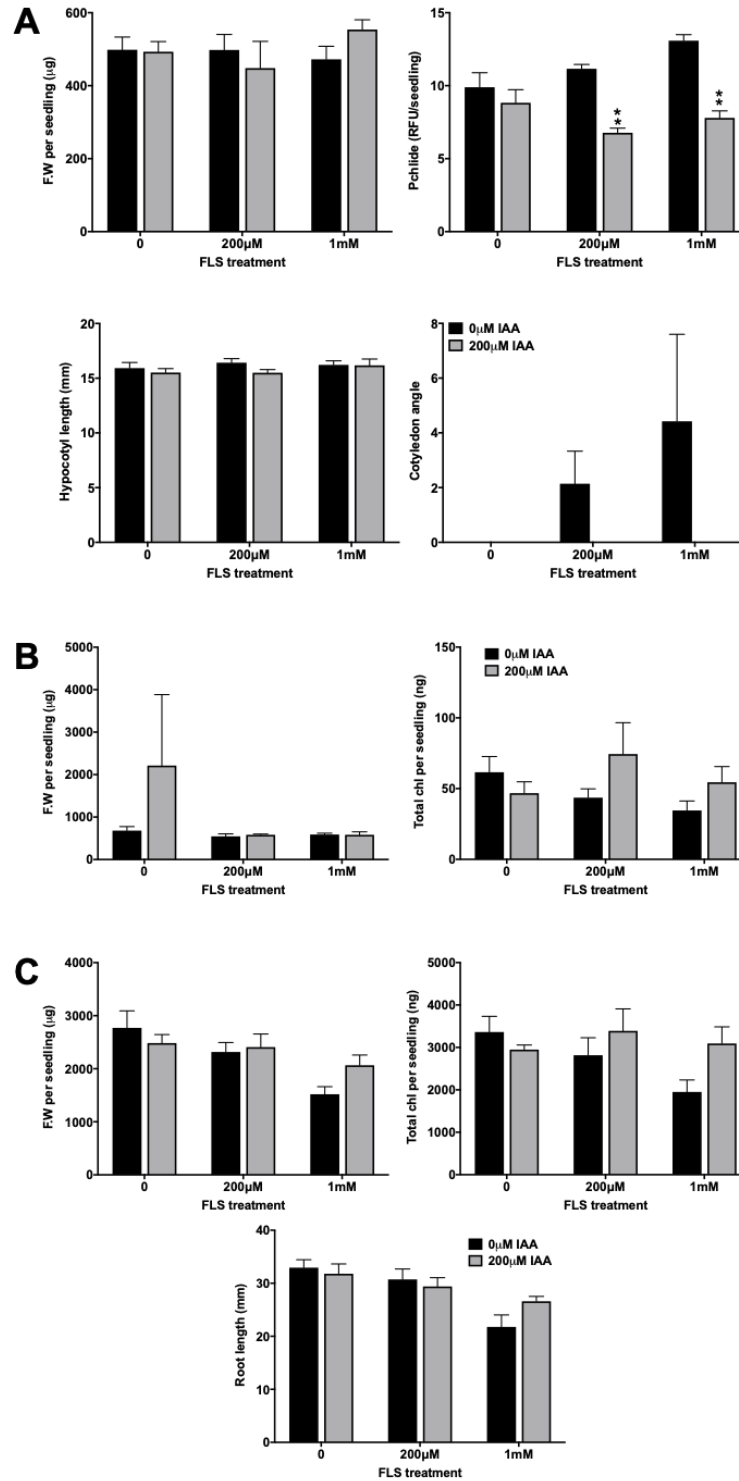 A
F.W per seedling (μg)
600
400
200
0
0
200μM
1mM
FLS treatment
Pchlide (RFU/seedling)
15
10
5
0
**
**
0
200μM
1mM
FLS treatment
Hypocotyl length (mm)
20
15
10
5
0
0
200μM
1mM
FLS treatment
Cotyledon angle
8
6
4
2
0
0μM IAA
200μM IAA
0
200μM
1mM
FLS treatment
B
F.W per seedling (μg)
5000
4000
3000
2000
1000
0
0
200μM
1mM
FLS treatment
Total chl per seedling (ng)
150
100
50
0
0μM IAA
200μM IAA
0
200μM
1mM
FLS treatment
C
F.W per seedling (μg)
4000
3000
2000
1000
0
0
200μM
1mM
FLS treatment
Total chl per seedling (ng)
5000
4000
3000
2000
1000
0
0
200μM
1mM
FLS treatment
Root length (mm)
40
30
20
10
0
0μM IAA
200μM IAA
0
200μM
1mM
FLS treatment